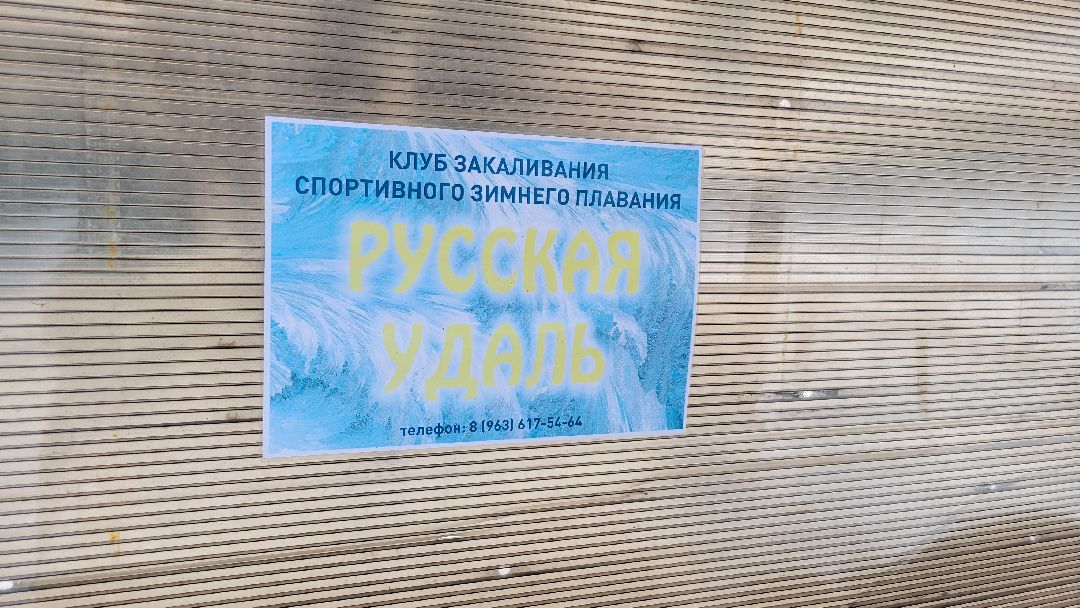 КЛУБ ЗАКАЛИВАНИЯ
СПОРТИВНОГО ЗИМНЕГО ПЛАВАНИЯ
РУССКАЯ
УДАЛЬ
телефон: 8 (963) 617-54-64